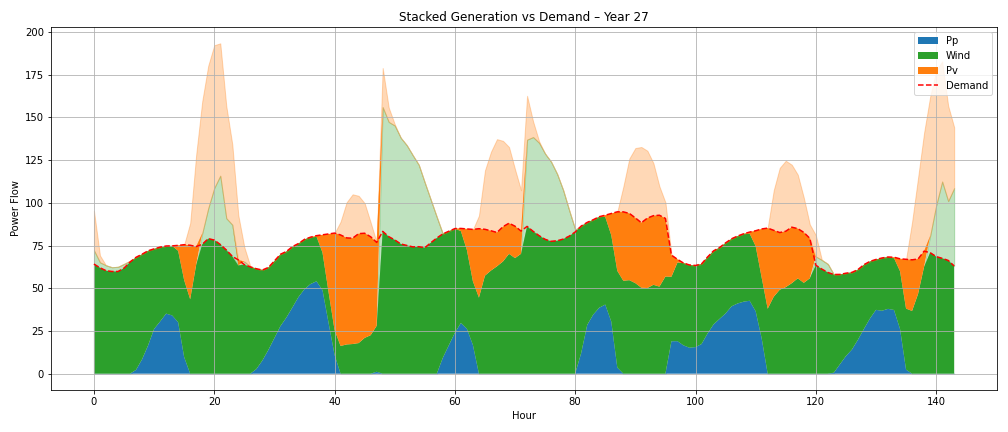 Stacked Generation vs Demand – Year 27
200
175
150
125
100
75
50
25
0
Power Flow
0 20 40 60 80 100 120 140
Hour
Pp
Wind
Pv
Demand